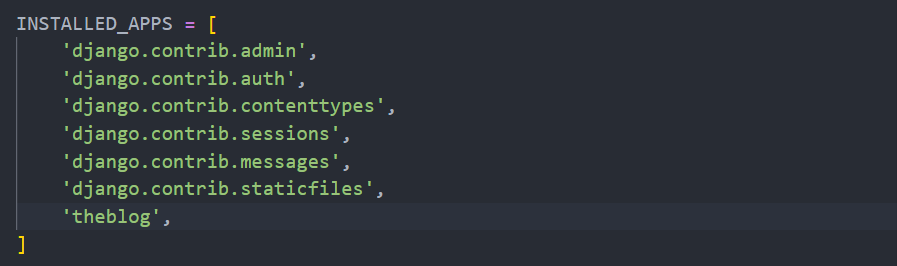 INSTALLED_APPS = [
    'django.contrib.admin',
    'django.contrib.auth',
    'django.contrib.contenttypes',
    'django.contrib.sessions',
    'django.contrib.messages',
    'django.contrib.staticfiles',
    'theblog',
]